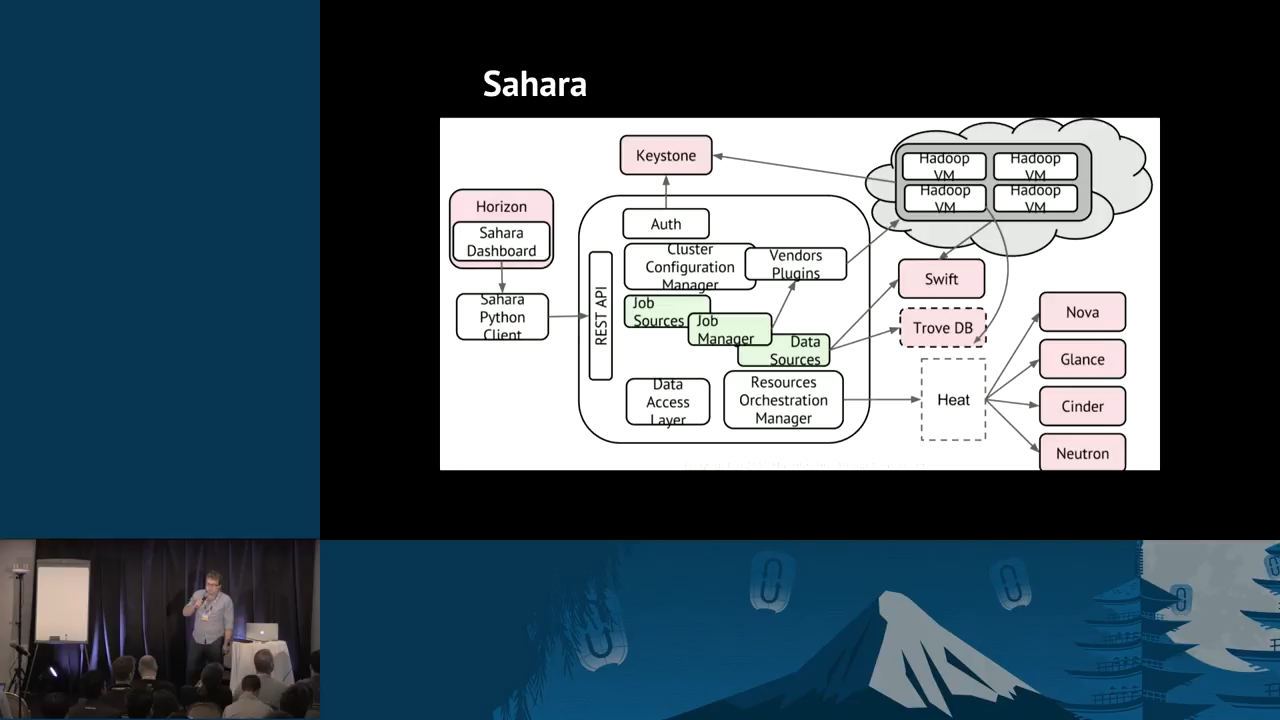 Sahara
Keystone
Hadoop
VM
Hadoop
VM
Hadoop
VM
Hadoop
VM
Horizon
Sahara
Dashboard
Sahara
Python
Client
REST API
Auth
Cluster
Configuration
Manager
Vendors
Plugins
Job
Sources
Job
Manager
Data
Sources
Data
Access
Layer
Resources
Orchestration
Manager
Swift
Trove DB
Heat
Nova
Glance
Cinder
Neutron